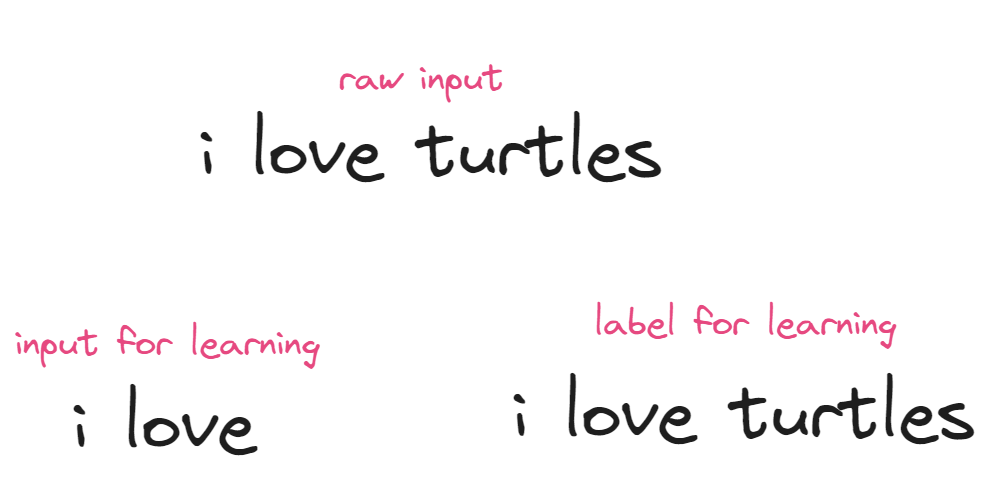 raw input
i love turtles
input for learning
i love
label for learning
i love turtles